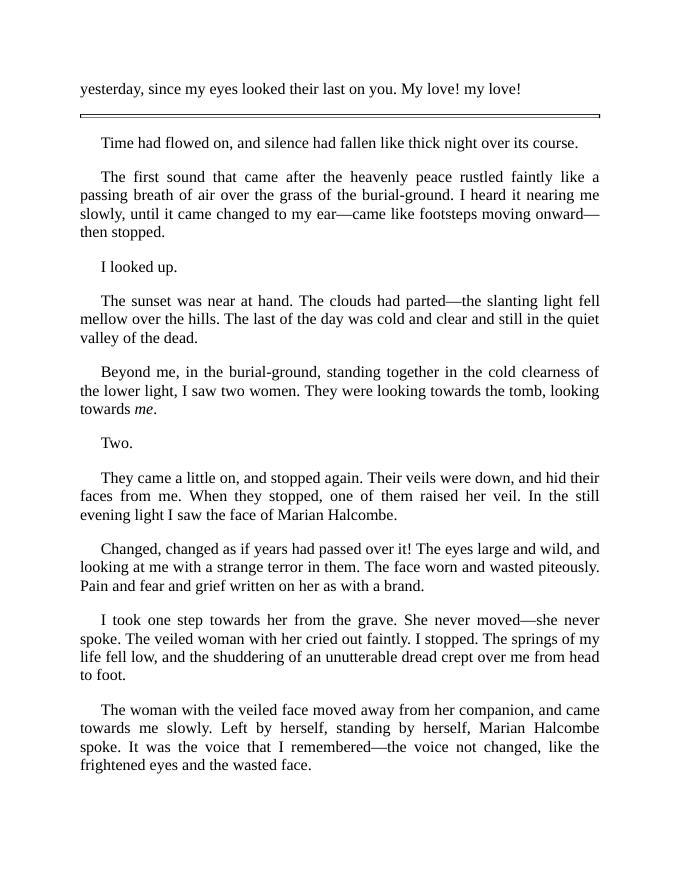 yesterday, since my eyes looked their last on you. My love! my love!
Time had flowed on, and silence had fallen like thick night over its course.
The first sound that came after the heavenly peace rustled faintly like a
passing breath of air over the grass of the burial-ground. I heard it nearing me
slowly, until it came changed to my ear—came like footsteps moving onward—
then stopped.
I looked up.
The sunset was near at hand. The clouds had parted—the slanting light fell
mellow over the hills. The last of the day was cold and clear and still in the quiet
valley of the dead.
Beyond me, in the burial-ground, standing together in the cold clearness of
the lower light, I saw two women. They were looking towards the tomb, looking
towards me.
Two.
They came a little on, and stopped again. Their veils were down, and hid their
faces from me. When they stopped, one of them raised her veil. In the still
evening light I saw the face of Marian Halcombe.
Changed, changed as if years had passed over it! The eyes large and wild, and
looking at me with a strange terror in them. The face worn and wasted piteously.
Pain and fear and grief written on her as with a brand.
I took one step towards her from the grave. She never moved—she never
spoke. The veiled woman with her cried out faintly. I stopped. The springs of my
life fell low, and the shuddering of an unutterable dread crept over me from head
to foot.
The woman with the veiled face moved away from her companion, and came
towards me slowly. Left by herself, standing by herself, Marian Halcombe
spoke. It was the voice that I remembered—the voice not changed, like the
frightened eyes and the wasted face.